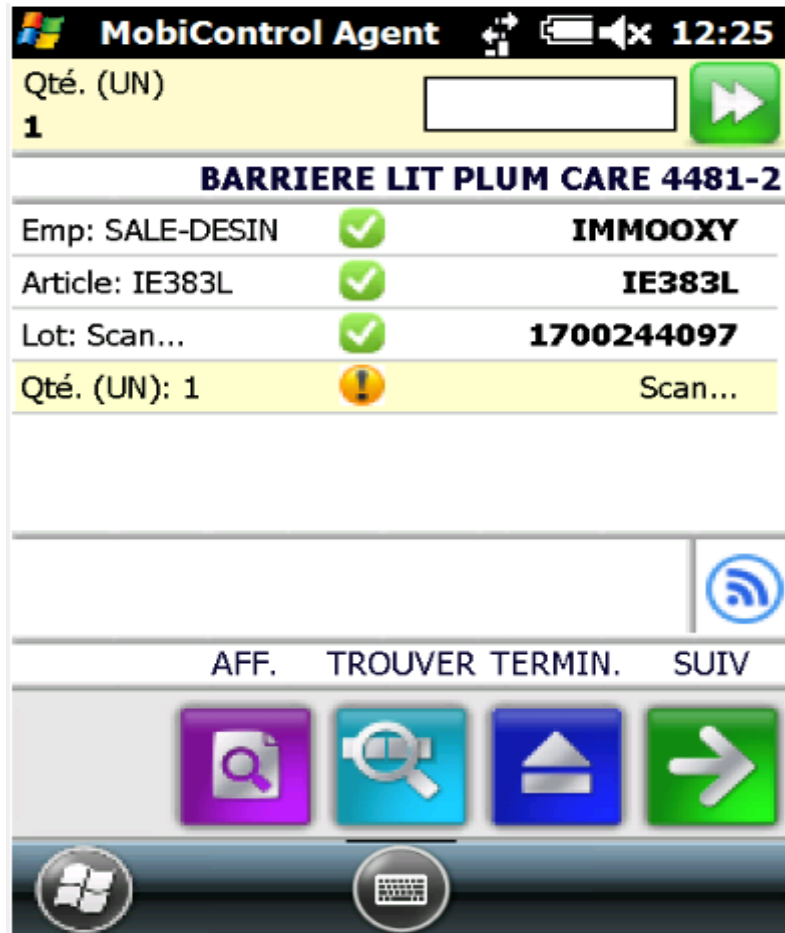 MobiControl Agent 12:25
Qté. (UN)
1
BARRIERE LIT PLUM CARE 4481-2
Emp: SALE-DESIN IMMOOXY
Article: IE383L IE383L
Lot: Scan... 1700244097
Qté. (UN): 1 Scan...
AFF. TROUVER TERMIN. SUIV